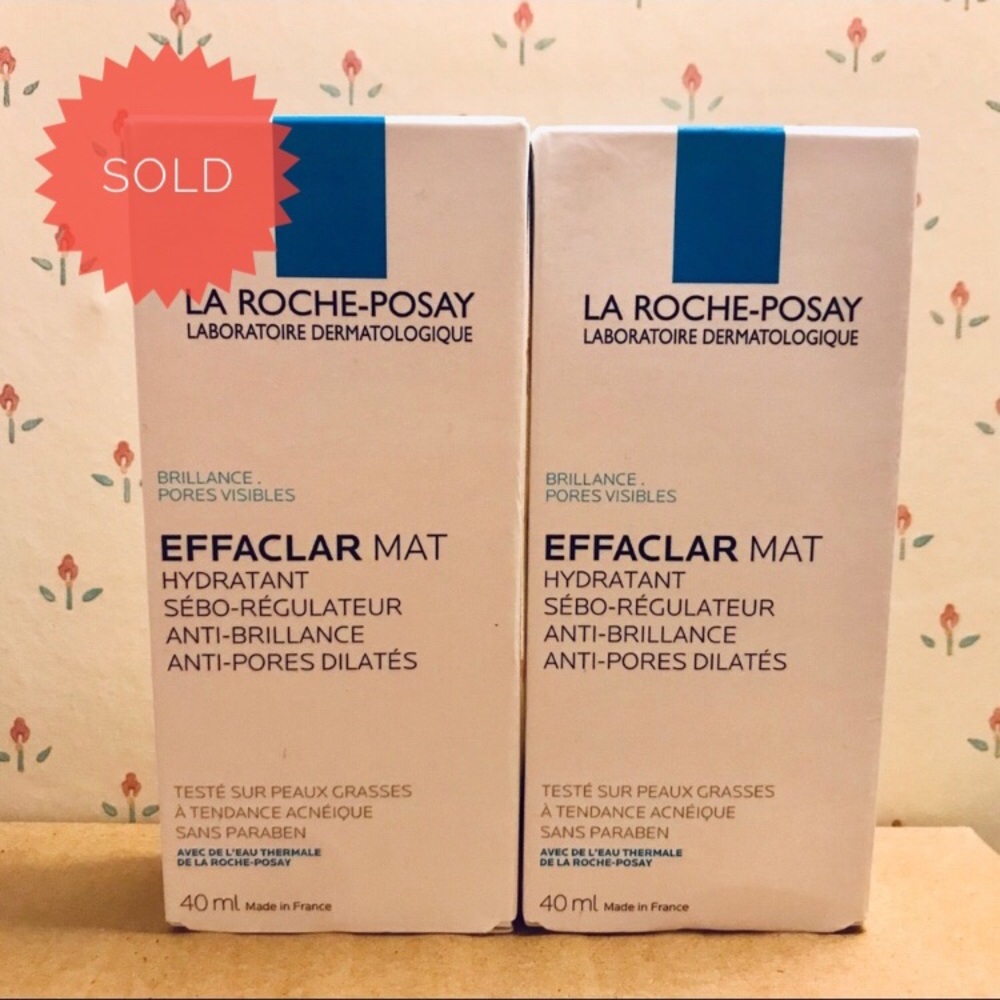 SOLD
LA ROCHE-POSAY
LABORATOIRE DERMATOLOGIQUE
BRILLANCE .
PORES VISIBLES
EFFACLAR MAT
HYDRATANT
SÉBO-RÉGULATEUR
ANTI-BRILLANCE
ANTI-PORES DILATÉS
TESTÉ SUR PEAUX GRASSES
À TENDANCE ACNÉIQUE
SANS PARABEN
AVEC DE L'EAU THERMALE
DE LA ROCHE-POSAY
40 ml Made in France
LA ROCHE-POSAY
LABORATOIRE DERMATOLOGIQUE
BRILLANCE .
PORES VISIBLES
EFFACLAR MAT
HYDRATANT
SÉBO-RÉGULATEUR
ANTI-BRILLANCE
ANTI-PORES DILATÉS
TESTÉ SUR PEAUX GRASSES
À TENDANCE ACNÉIQUE
SANS PARABEN
AVEC DE L'EAU THERMALE
DE LA ROCHE-POSAY
40 ml Made in France